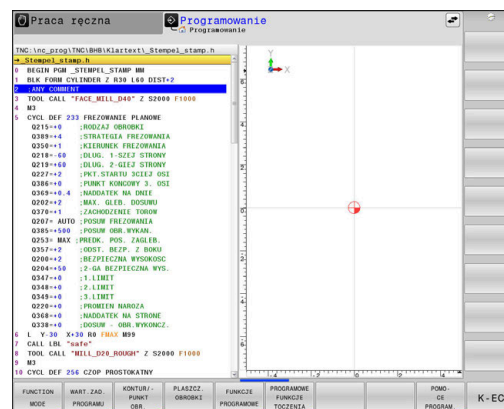 Praca ręczna
Programowanie
Programowanie
TNC:\nc_prog\TNC\BHB\Klartext\_Stempel_stamp.h
→_Stempel_stamp.h
0 BEGIN PGM _STEMPEL_STAMP MM
1 BLK FORM CYLINDER Z R30 L60 DIST+2
2 ;ANY COMMENT
3 TOOL CALL "FACE_MILL_D40" Z S2000 F1000
4 M3
5 CYCL DEF 233 FREZOWANIE PLANOWE
Q215=+0 ;RODZAJ OBROBKI
Q389=+4 ;STRATEGIA FREZOWANIA
Q350=+1 ;KIERUNEK FREZOWANIA
Q218=-60 ;DLUG. 1-SZEJ STRONY
Q219=+60 ;DLUG. 2-GIEJ STRONY
Q227=+2 ;PKT.STARTU 3CIEJ OSI
Q386=+0 ;PUNKT KONCOWY 3. OSI
Q369=+0.4 ;NADDATEK NA DNIE
Q202=+2 ;MAX. GLEB. DOSUWU
Q370=+1 ;ZACHODZENIE TOROW
Q207= AUTO ;POSUW FREZOWANIA
Q385=+500 ;POSUW OBR.WYKAN.
Q253= MAX ;PREDK. POS. ZAGLEB.
Q357=+2 ;ODST. BEZP. Z BOKU
Q200=+2 ;BEZPIECZNA WYSOKOSC
Q204=+50 ;2-GA BEZPIECZNA WYS.
Q347=+0 ;1.LIMIT
Q348=+0 ;2.LIMIT
Q349=+0 ;3.LIMIT
Q220=+0 ;PROMIEN NAROZA
Q368=+0 ;NADDATEK NA STRONE
Q338=+0 ;DOSUW - OBR.WYKONCZ.
6 L Y-30 X+30 R0 FMAX M99
7 CALL LBL "safe"
8 TOOL CALL "MILL_D20_ROUGH" Z S2000 F1000
9 M3
10 CYCL DEF 256 CZOP PROSTOKATNY
Y
X
FUNCTION MODE
WART.ZAD. PROGRAMU
KONTUR/- PUNKT OBR.
PLASZCZ. OBROBKI
FUNKCJE PROGRAMOWE
PROGRAMOWE FUNKCJE TOCZENIA
POMO- CE PROGRAM.